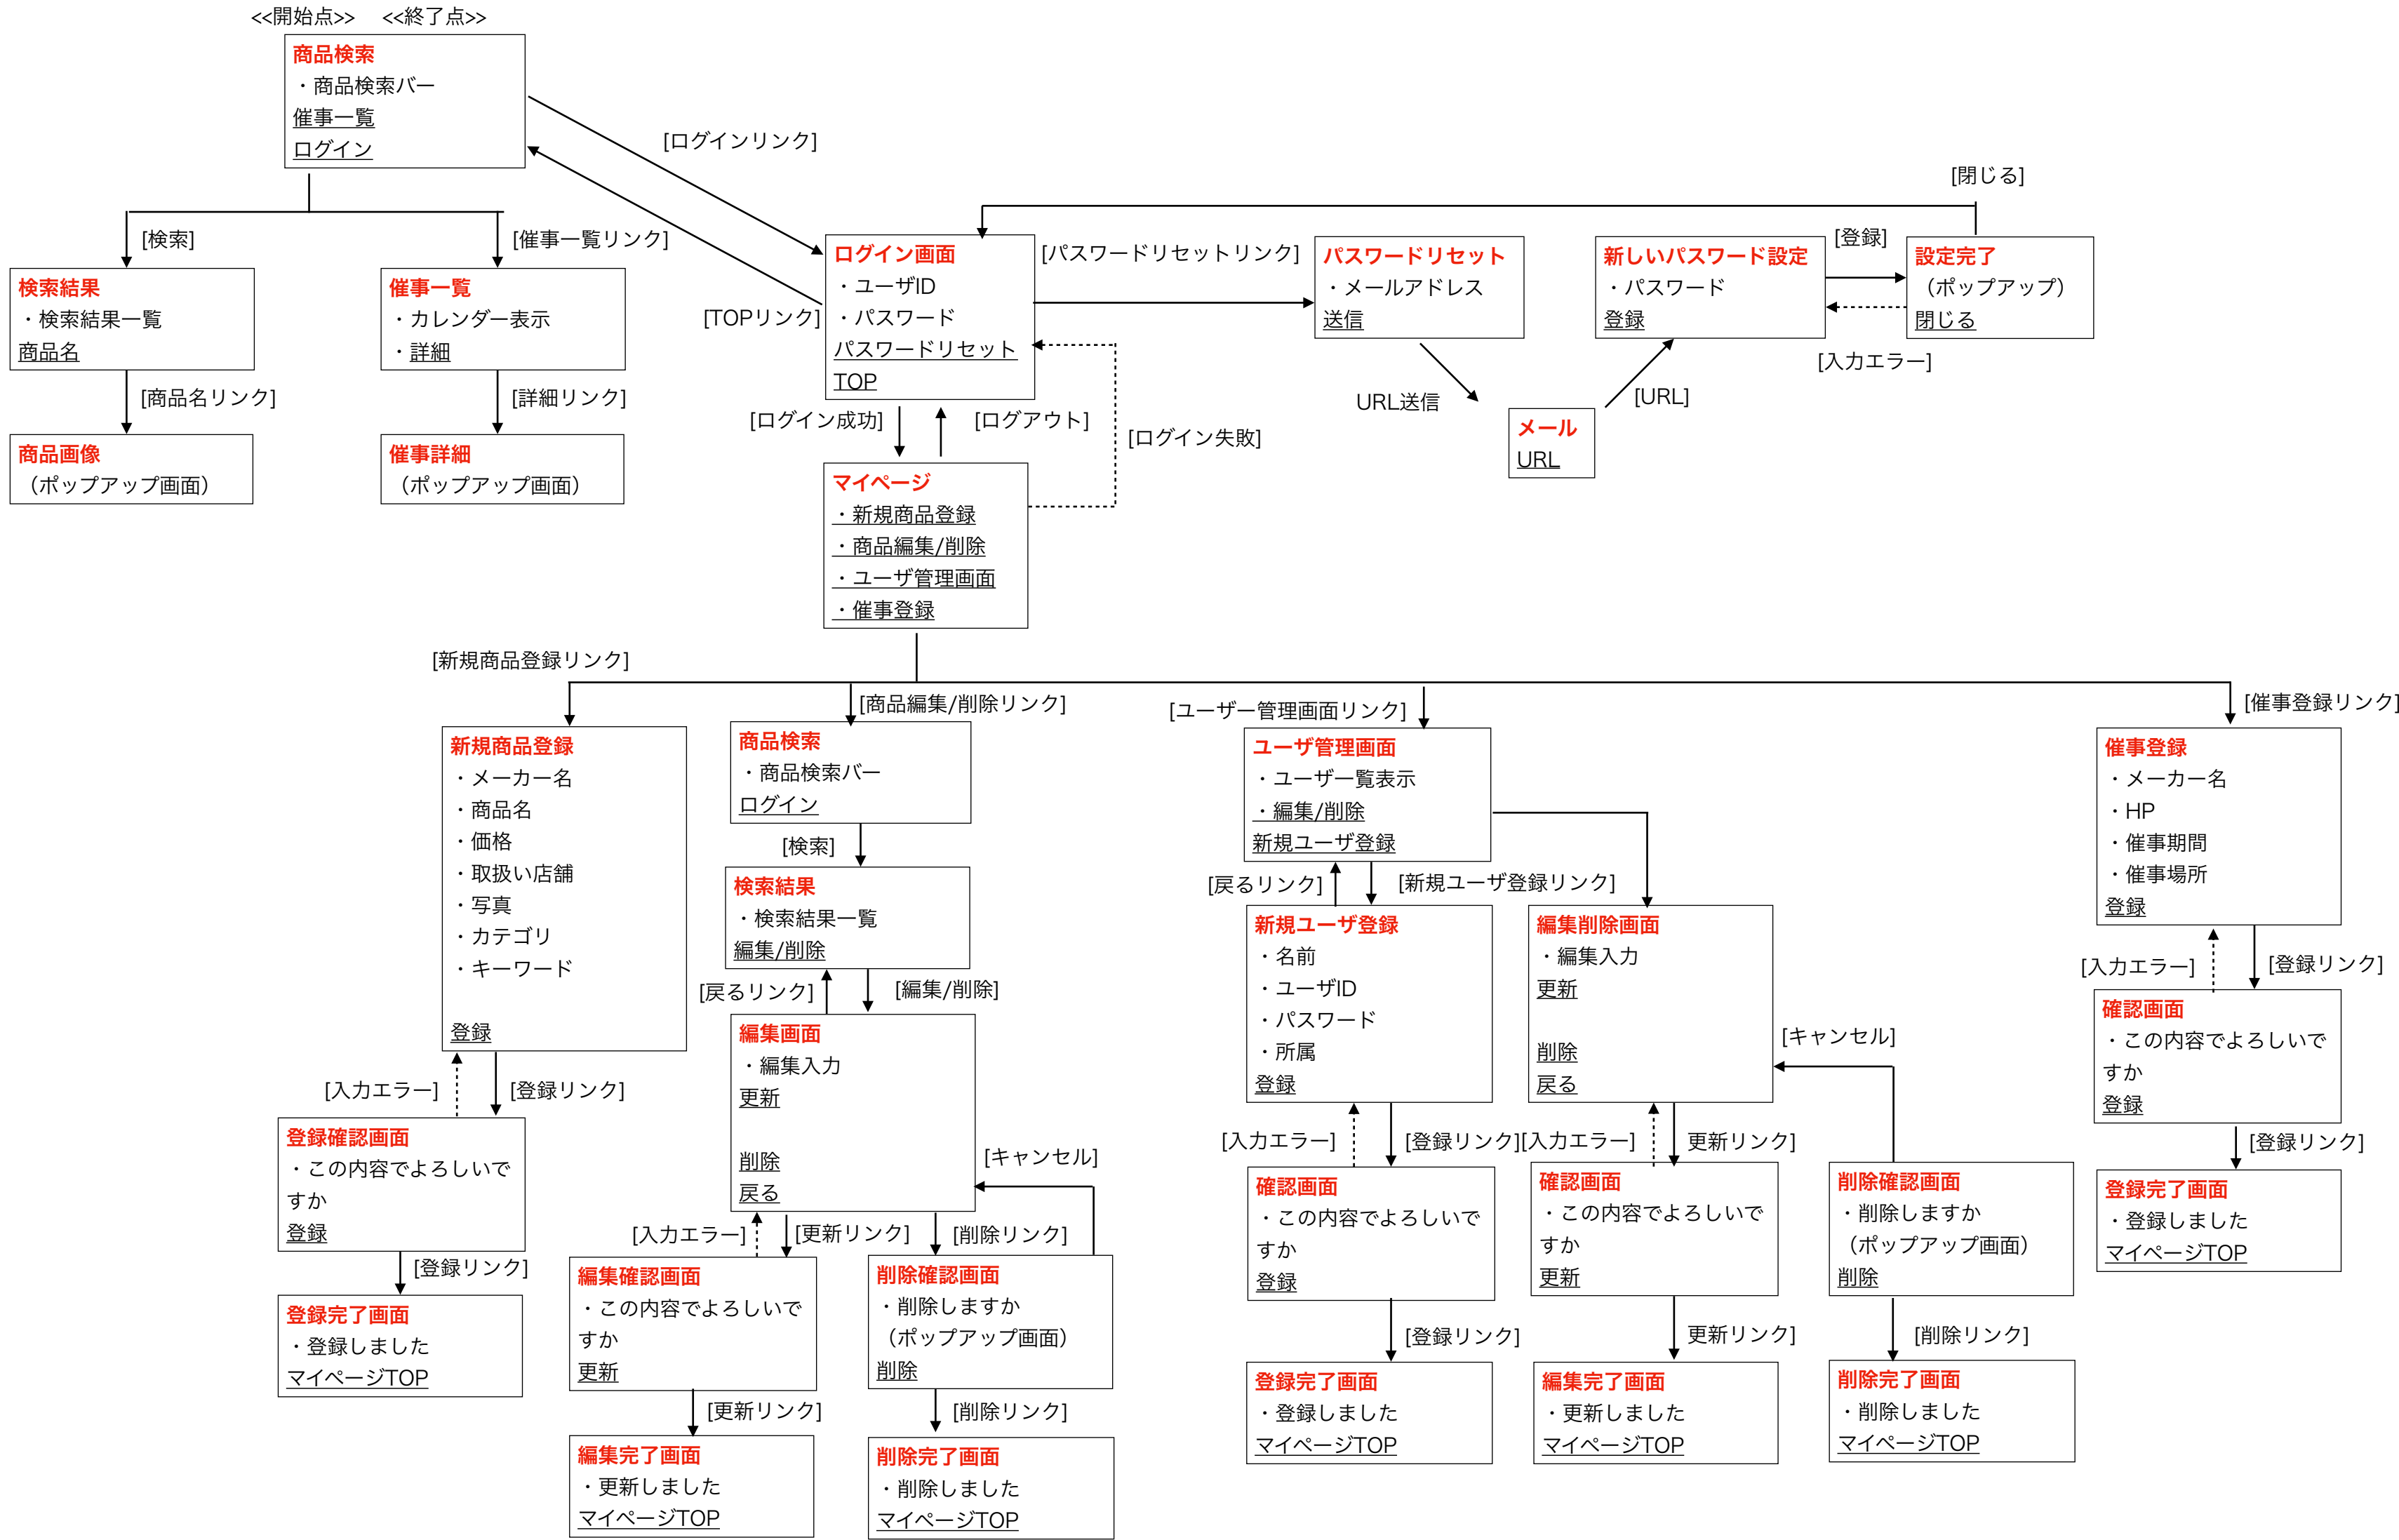 <<開始点>> <<終了点>>
商品検索
・商品検索バー
催事一覧
ログイン
[ログインリンク]
[TOPリンク]
[検索]
[催事一覧リンク]
検索結果
・検索結果一覧
商品名
催事一覧
・カレンダー表示
・詳細
[商品名リンク]
[詳細リンク]
商品画像
（ポップアップ画面）
催事詳細
（ポップアップ画面）
ログイン画面
・ユーザID
・パスワード
パスワードリセット
TOP
[パスワードリセットリンク]
パスワードリセット
・メールアドレス
送信
URL送信
メール
URL
[URL]
新しいパスワード設定
・パスワード
登録
[登録]
[入力エラー]
設定完了
（ポップアップ）
閉じる
[閉じる]
[ログイン成功]
[ログアウト]
[ログイン失敗]
マイページ
・新規商品登録
・商品編集/削除
・ユーザ管理画面
・催事登録
[新規商品登録リンク]
[商品編集/削除リンク]
[ユーザー管理画面リンク]
[催事登録リンク]
新規商品登録
・メーカー名
・商品名
・価格
・取扱い店舗
・写真
・カテゴリ
・キーワード
登録
[入力エラー]
[登録リンク]
登録確認画面
・この内容でよろしいで
すか
登録
[登録リンク]
登録完了画面
・登録しました
マイページTOP
商品検索
・商品検索バー
ログイン
[検索]
検索結果
・検索結果一覧
編集/削除
[戻るリンク]
[編集/削除]
編集画面
・編集入力
更新
削除
戻る
[キャンセル]
[入力エラー]
[更新リンク]
[削除リンク]
編集確認画面
・この内容でよろしいで
すか
更新
[更新リンク]
編集完了画面
・更新しました
マイページTOP
削除確認画面
・削除しますか
（ポップアップ画面）
削除
[削除リンク]
削除完了画面
・削除しました
マイページTOP
ユーザ管理画面
・ユーザ一覧表示
・編集/削除
新規ユーザ登録
[戻るリンク]
[新規ユーザ登録リンク]
新規ユーザ登録
・名前
・ユーザID
・パスワード
・所属
登録
[入力エラー]
[登録リンク]
確認画面
・この内容でよろしいで
すか
登録
[登録リンク]
登録完了画面
・登録しました
マイページTOP
編集削除画面
・編集入力
更新
削除
戻る
[キャンセル]
[入力エラー]
更新リンク]
確認画面
・この内容でよろしいで
すか
更新
更新リンク]
編集完了画面
・更新しました
マイページTOP
削除確認画面
・削除しますか
（ポップアップ画面）
削除
[削除リンク]
削除完了画面
・削除しました
マイページTOP
催事登録
・メーカー名
・HP
・催事期間
・催事場所
登録
[入力エラー]
[登録リンク]
確認画面
・この内容でよろしいで
すか
登録
[登録リンク]
登録完了画面
・登録しました
マイページTOP